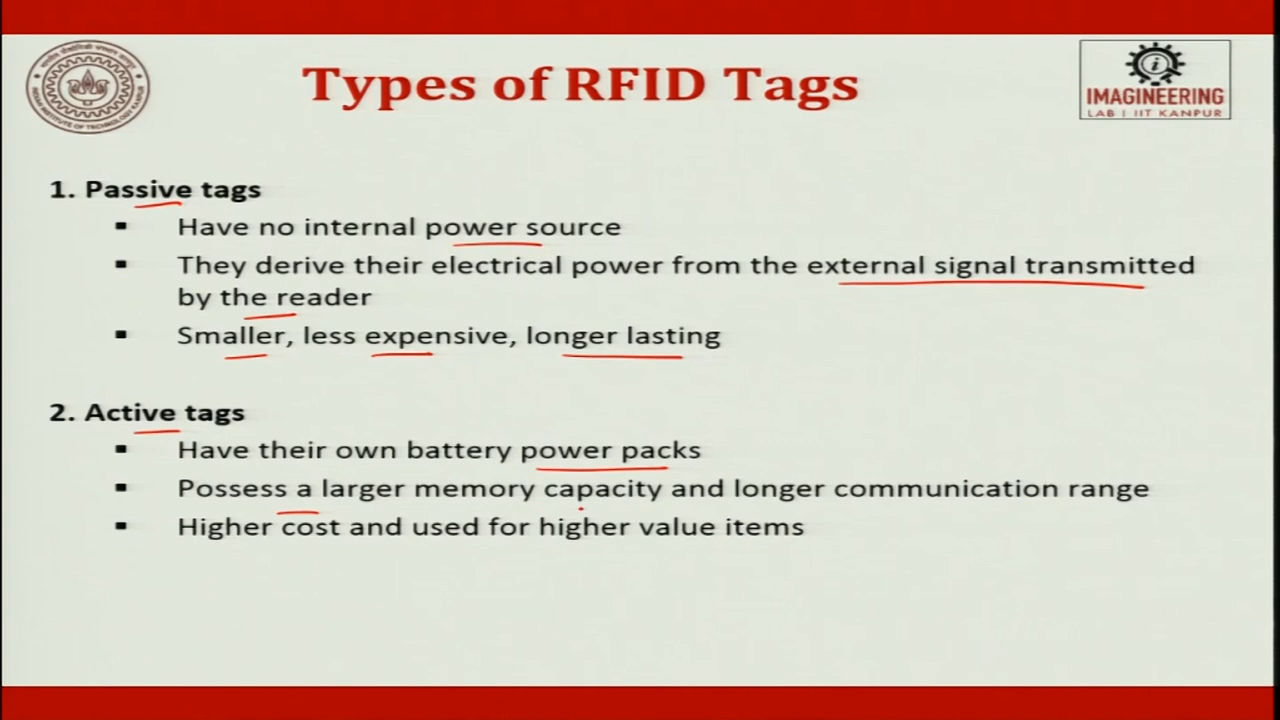 Types of RFID Tags
IMAGINEERING
LAB | IIT KANPUR
1. Passive tags
▪ Have no internal power source
▪ They derive their electrical power from the external signal transmitted
by the reader
▪ Smaller, less expensive, longer lasting
2. Active tags
▪ Have their own battery power packs
▪ Possess a larger memory capacity and longer communication range
▪ Higher cost and used for higher value items